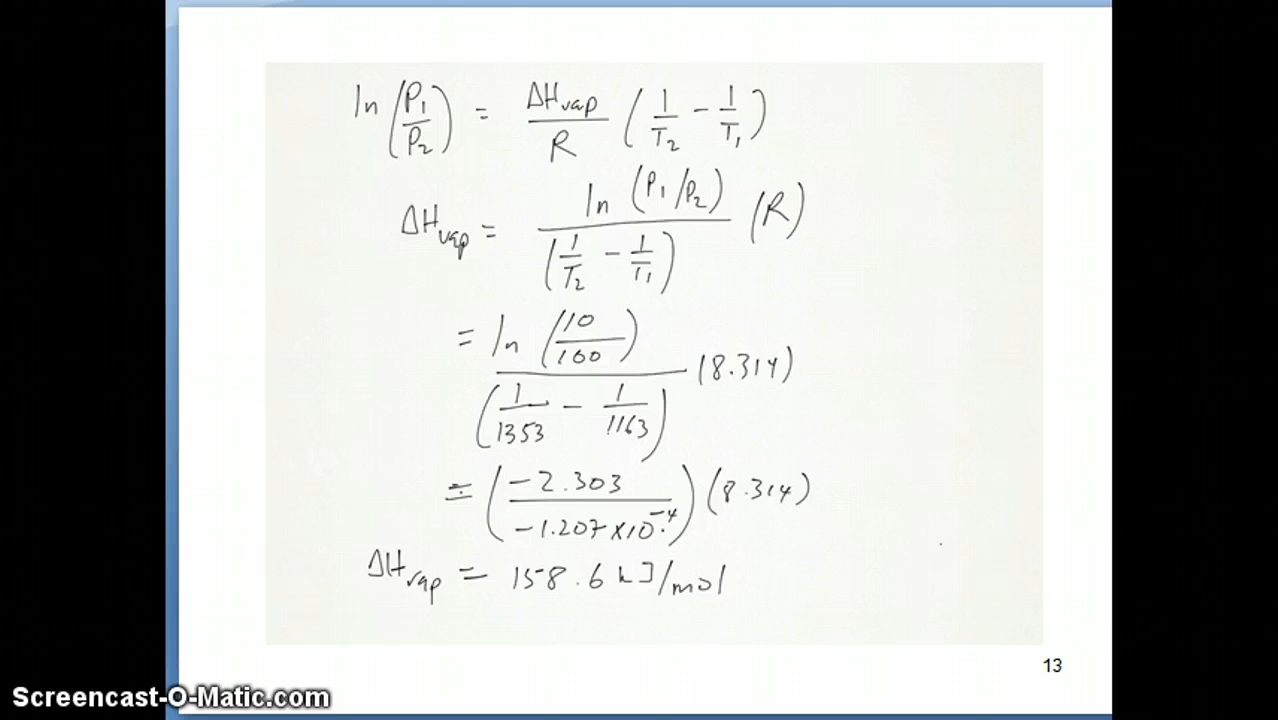 ln (P₁/P₂) = ΔHvap/R (1/T₂ - 1/T₁)
ΔHvap = ln (P₁/P₂)/(1/T₂ - 1/T₁) (R)
= ln (10/100)/(1/1353 - 1/1163) (8.314)
= (-2.303/-1.207 x 10⁻⁴) (8.314)
ΔHvap = 158.6 kJ/mol
13
Screencast-O-Matic.com